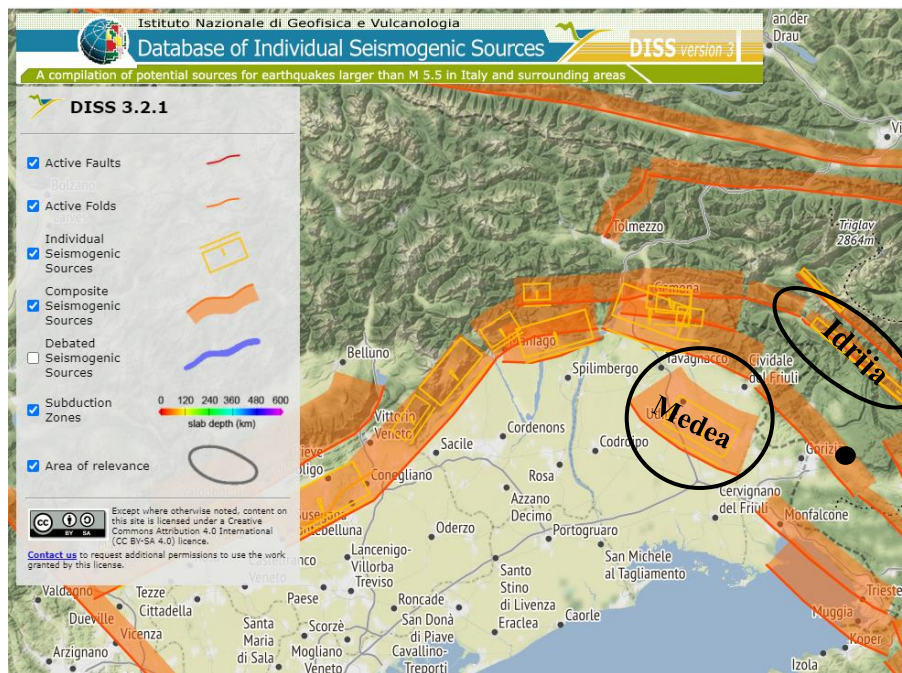 Istituto Nazionale di Geofisica e Vulcanologia
Database of Individual Seismogenic Sources
DISS version 3
A compilation of potential sources for earthquakes larger than M 5.5 in Italy and surrounding areas
an der
Drau
DISS 3.2.1
Active Faults
Active Folds
Individual
Seismogenic
Sources
Composite
Seismogenic
Sources
Debated
Seismogenic
Sources
Subduction
Zones
0 120 240 360 480 600
slab depth (km)
Area of relevance
CC BY SA
Except where otherwise noted, content on
this site is licensed under a Creative
Commons Attribution 4.0 International
(CC BY-SA 4.0) licence.
Contact us to request additional permissions to use the work
granted by this license.
Bolzano
Tolmezzo
Triglav
2864m
Gemona
Idrija
Maniago
Belluno
Spilimbergo
Tavagnacco
Cividale
del Friuli
Medea
Vittorio
Veneto
Cordenons
Codroipo
Sacile
Conegliano
Rosa
Gorizia
Azzano
Decimo
Cervignano
del Friuli
Monfalcone
Oderzo
Portogruaro
Lancenigo-
Villorba
Treviso
San Michele
al Tagliamento
Santo
Stino
di Livenza
Eraclea
Caorle
Valdagno
Tezze
Cittadella
Dueville
Vicenza
Arzignano
Paese
Roncade
San Donà
di Piave
Cavallino-
Treporti
Santa
Maria
di Sala
Scorzè
Mogliano
Veneto
Trieste
Muggia
Koper
Izola